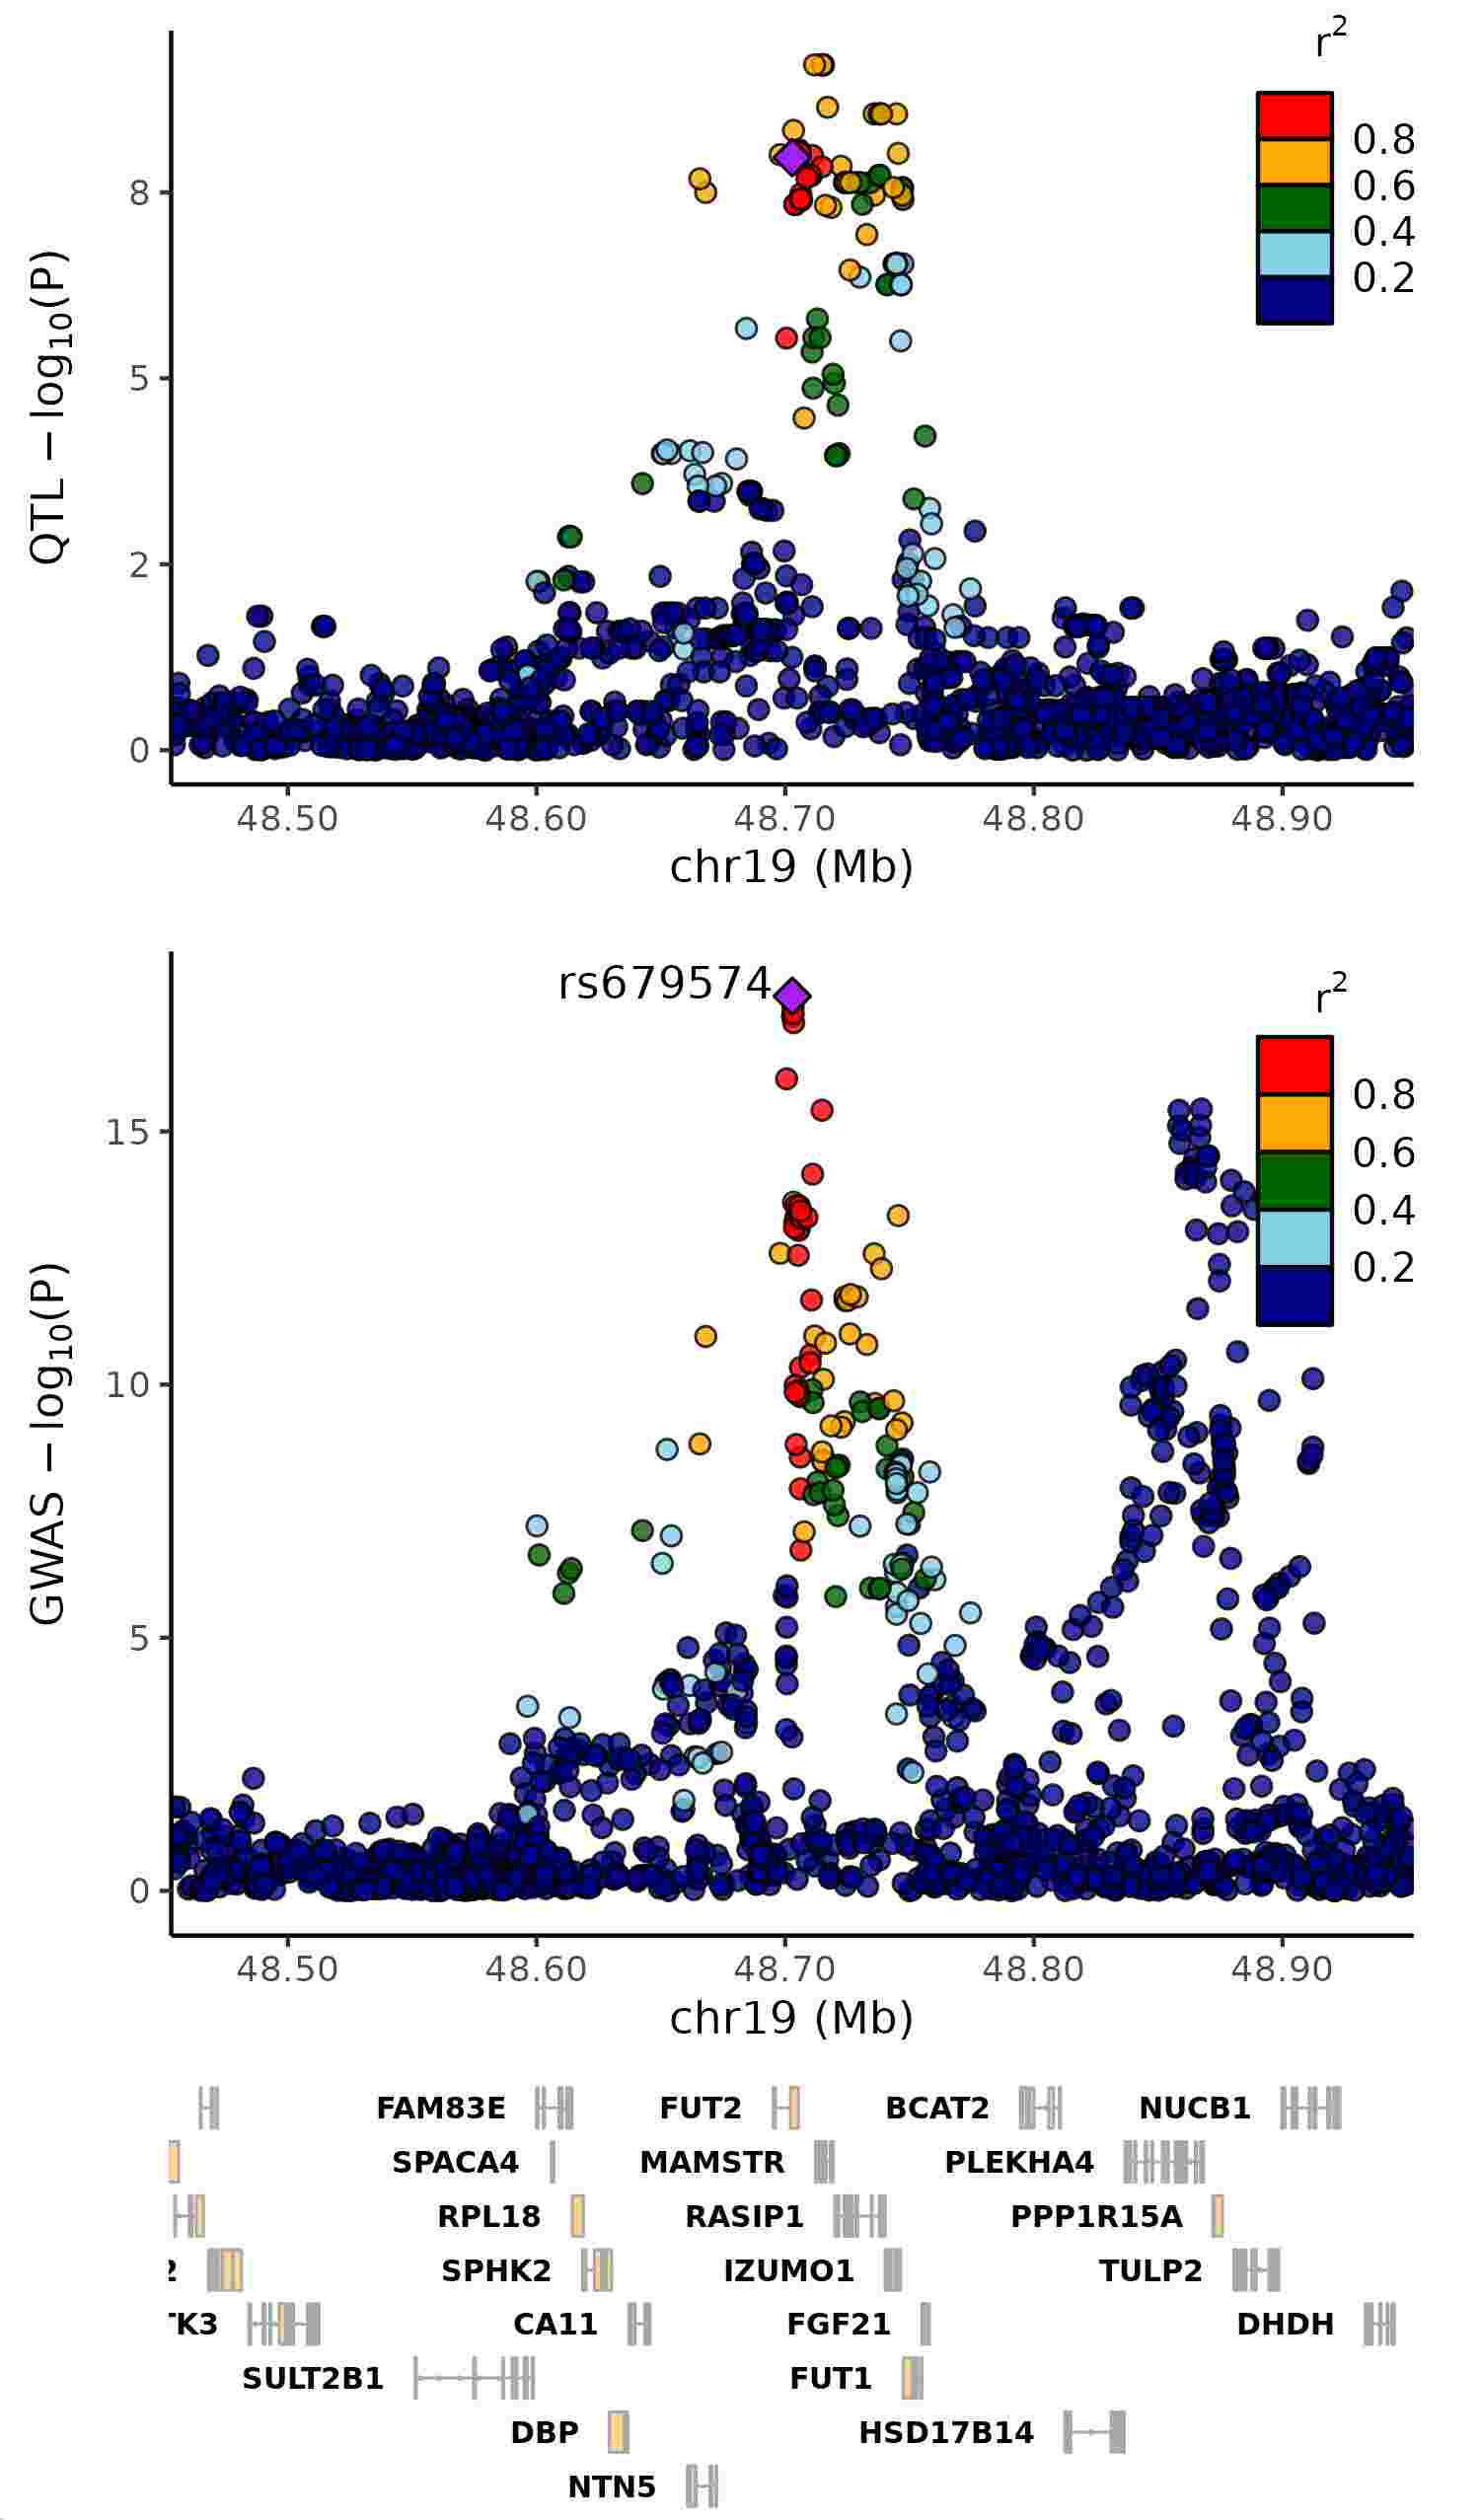 r²
0.8
0.6
0.4
0.2
QTL – log₁₀(P)
8
5
2
0
48.50 48.60 48.70 48.80 48.90
chr19 (Mb)
rs679574
r²
0.8
0.6
0.4
0.2
GWAS – log₁₀(P)
15
10
5
0
48.50 48.60 48.70 48.80 48.90
chr19 (Mb)
FAM83E FUT2 BCAT2 NUCB1
SPACA4 MAMSTR PLEKHA4
RPL18 RASIP1 PPP1R15A
2 SPHK2 IZUMO1 TULP2
TK3 CA11 FGF21 DHDH
SULT2B1 FUT1
DBP HSD17B14
NTN5